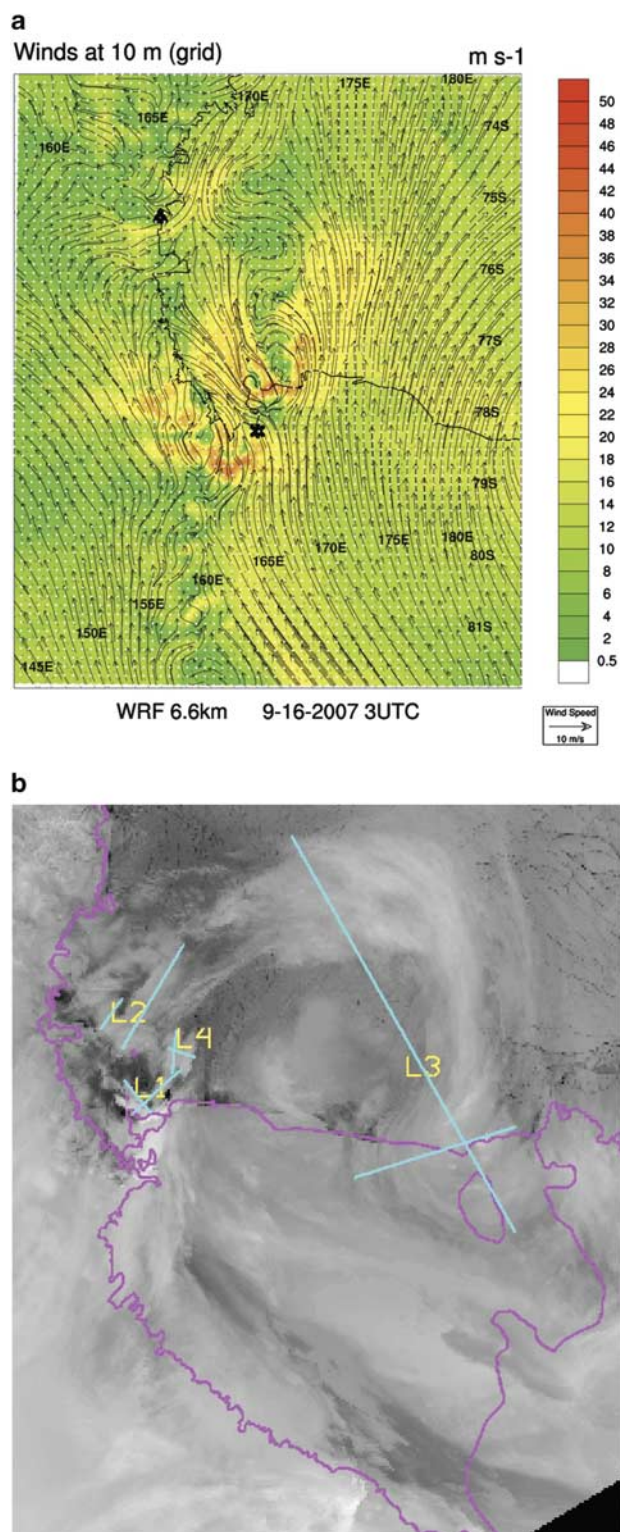 a
Winds at 10 m (grid)
m s-1
160E
165E
170E
175E
180E
74S
75S
76S
77S
78S
79S
80S
81S
145E
150E
155E
160E
165E
170E
175E
180E
50
48
46
44
42
40
38
36
34
32
30
28
26
24
22
20
18
16
14
12
10
8
6
4
2
0.5
WRF 6.6km 9-16-2007 3UTC
Wind Speed
10 m/s
b
L2
L4
L1
L3